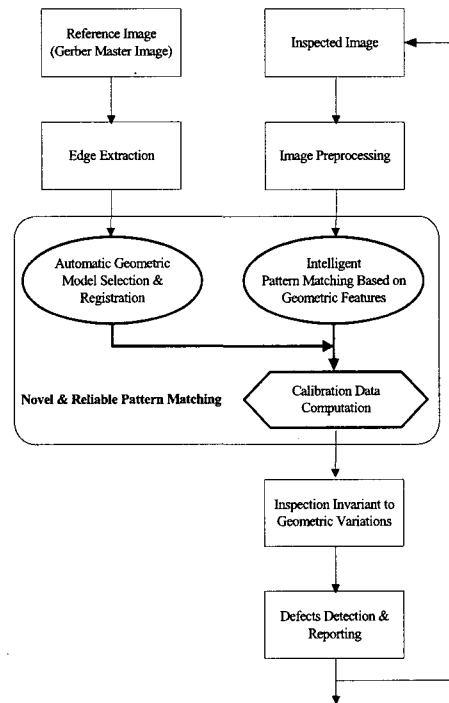 Reference Image
(Gerber Master Image)
Inspected Image
Edge Extraction
Image Preprocessing
Automatic Geometric
Model Selection &
Registration
Intelligent
Pattern Matching Based on
Geometric Features
Novel & Reliable Pattern Matching
Calibration Data
Computation
Inspection Invariant to
Geometric Variations
Defects Detection &
Reporting